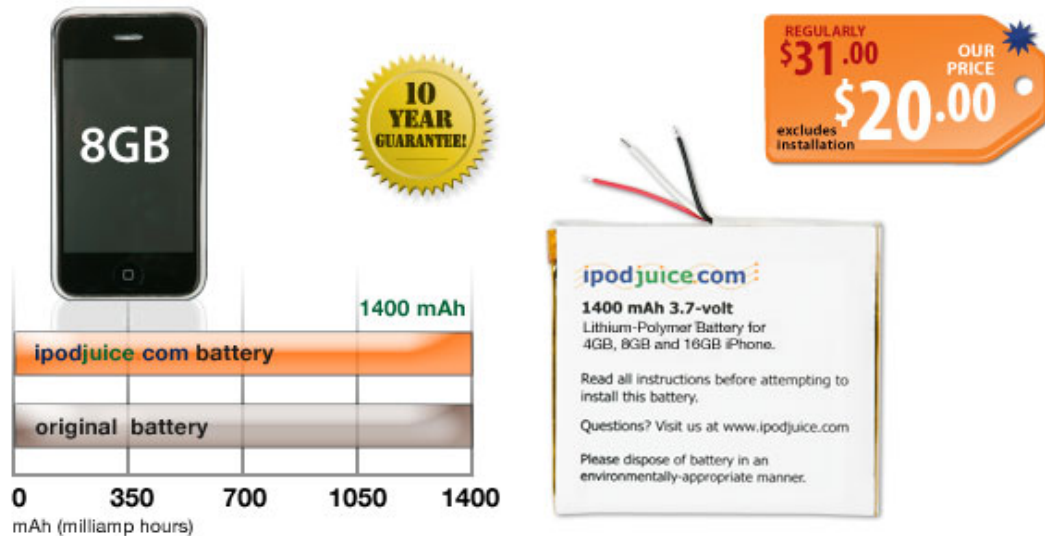 8GB
10
YEAR
GUARANTEE!
REGULARLY
$31.00
OUR
PRICE
$20.00
excludes
installation
1400 mAh
ipodjuice.com battery
original battery
0 350 700 1050 1400
mAh (milliamp hours)
ipodjuice.com
1400 mAh 3.7-volt
Lithium-Polymer Battery for
4GB, 8GB and 16GB iPhone.
Read all instructions before attempting to
install this battery.
Questions? Visit us at www.ipodjuice.com
Please dispose of battery in an
environmentally-appropriate manner.